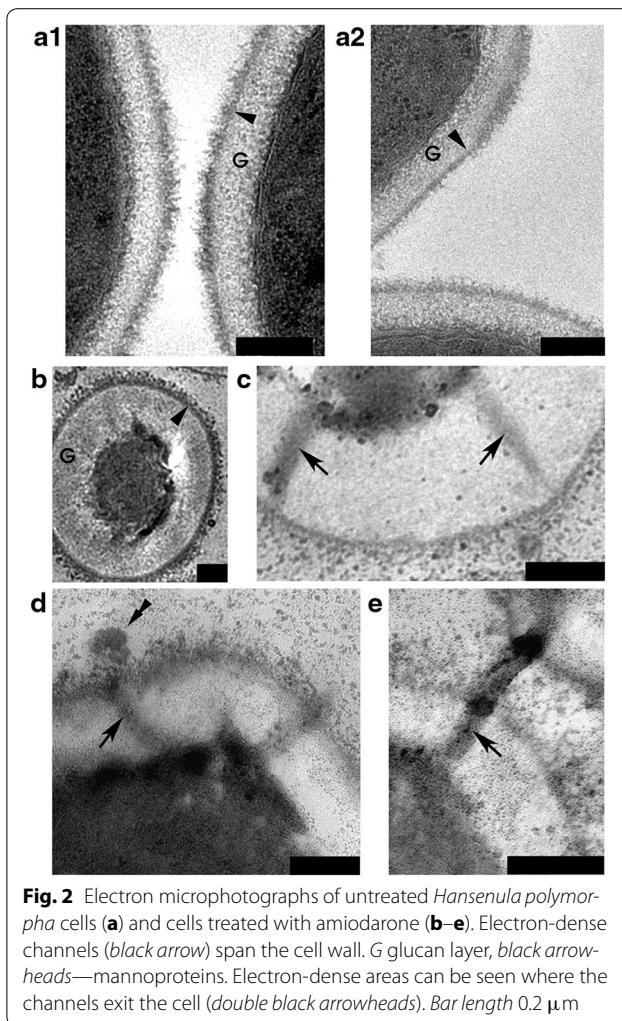 a1
a2
G
G
b
c
G
d
e
Fig. 2 Electron microphotographs of untreated Hansenula polymor-
pha cells (a) and cells treated with amiodarone (b–e). Electron-dense
channels (black arrow) span the cell wall. G glucan layer, black arrow-
heads—mannoproteins. Electron-dense areas can be seen where the
channels exit the cell (double black arrowheads). Bar length 0.2 μm